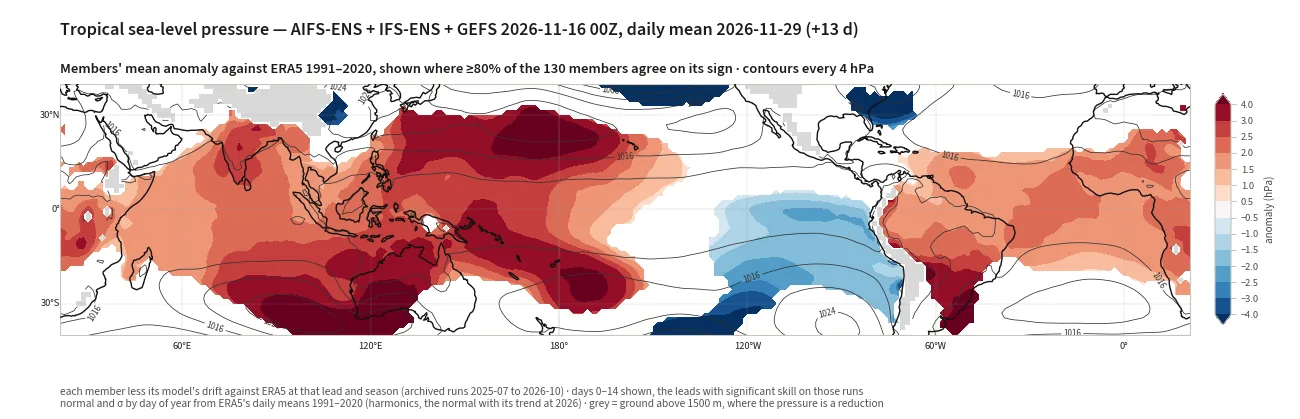 Tropical sea-level pressure — AIFS-ENS + IFS-ENS + GEFS 2026-11-16 00Z, daily mean 2026-11-29 (+13 d)
Members' mean anomaly against ERA5 1991–2020, shown where ≥80% of the 130 members agree on its sign · contours every 4 hPa
1024
1016
1016
1016
1016
1016
1016
1016
1024
1016
1016
30°N
0°
30°S
60°E
120°E
180°
120°W
60°W
0°
4.0
3.0
2.5
2.0
1.5
1.0
0.5
−0.5
−1.0
−1.5
−2.0
−2.5
−3.0
−4.0
anomaly (hPa)
each member less its model's drift against ERA5 at that lead and season (archived runs 2025-07 to 2026-10) · days 0–14 shown, the leads with significant skill on those runs
normal and σ by day of year from ERA5's daily means 1991–2020 (harmonics, the normal with its trend at 2026) · grey = ground above 1500 m, where the pressure is a reduction